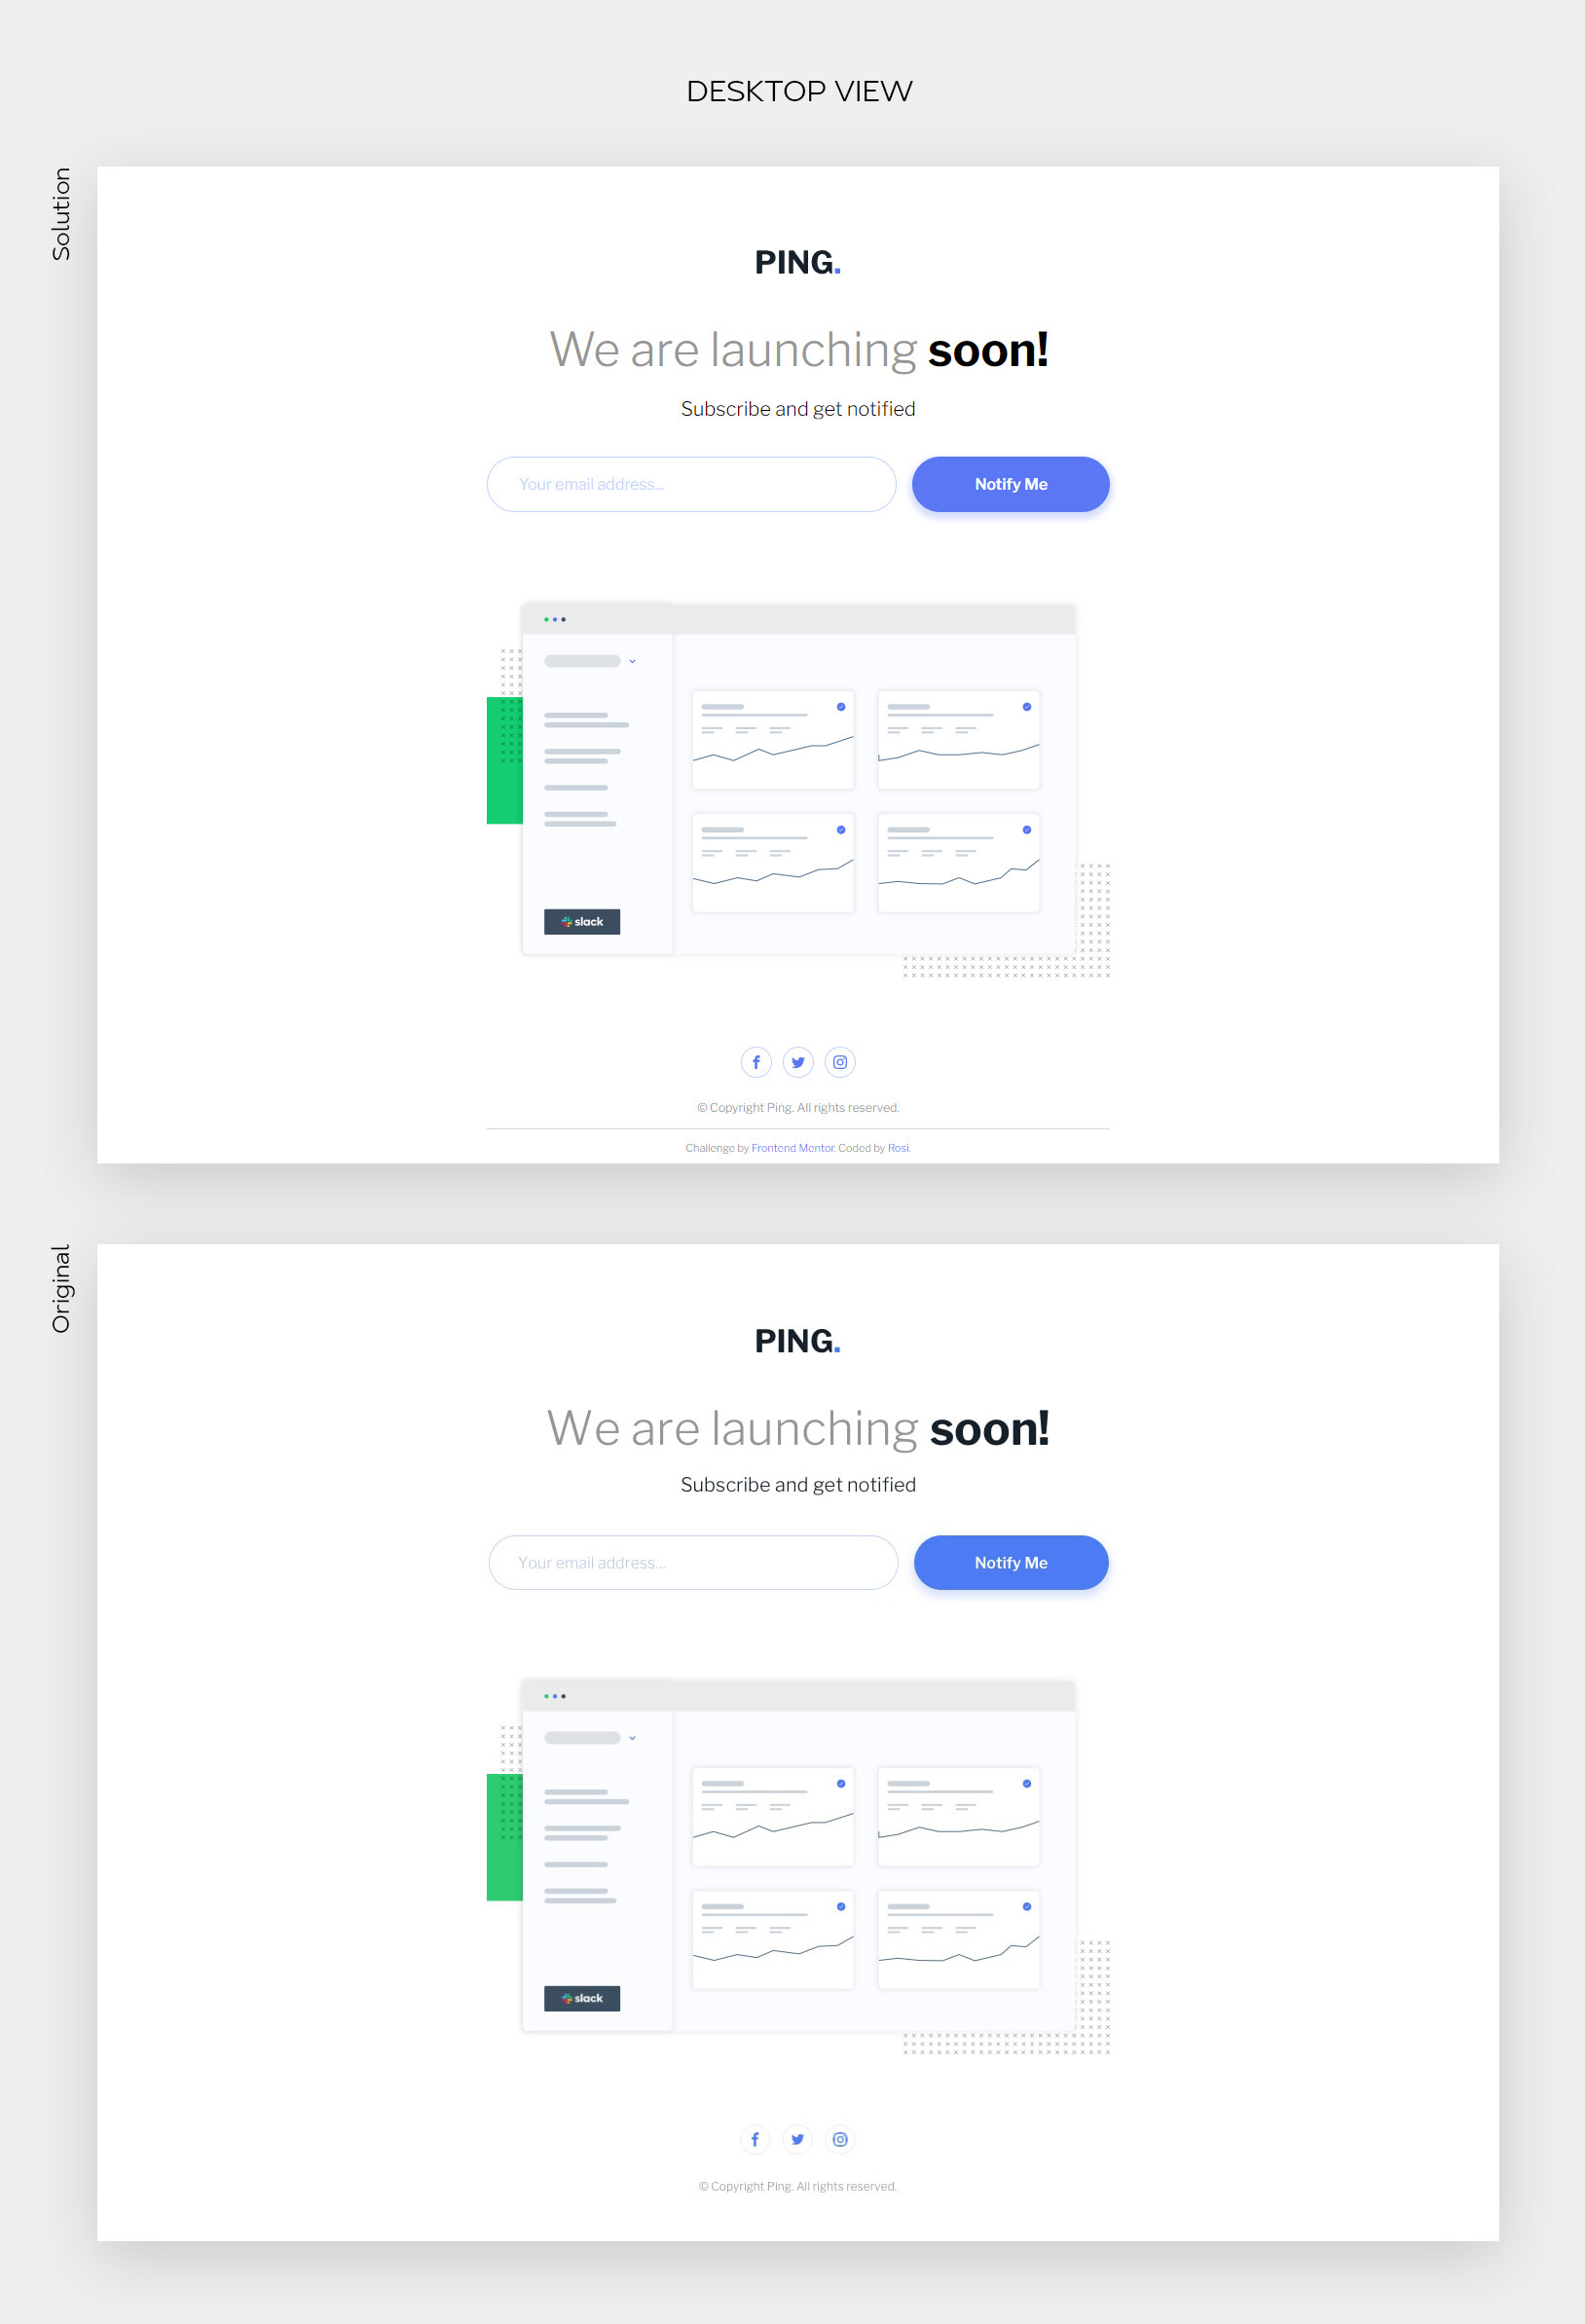 DESKTOP VIEW
Solution
PING.
We are launching soon!
Subscribe and get notified
Your email address...
Notify Me
slack
© Copyright Ping. All rights reserved.
Challenge by Frontend Mentor. Coded by Rosi.
Original
PING.
We are launching soon!
Subscribe and get notified
Your email address...
Notify Me
slack
© Copyright Ping. All rights reserved.